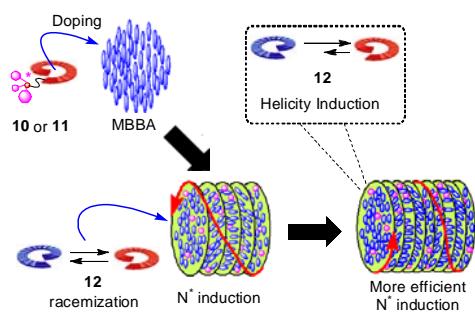 Doping
*
10 or 11
MBBA
12
Helicity Induction
12
racemization
N* induction
More efficient
N* induction